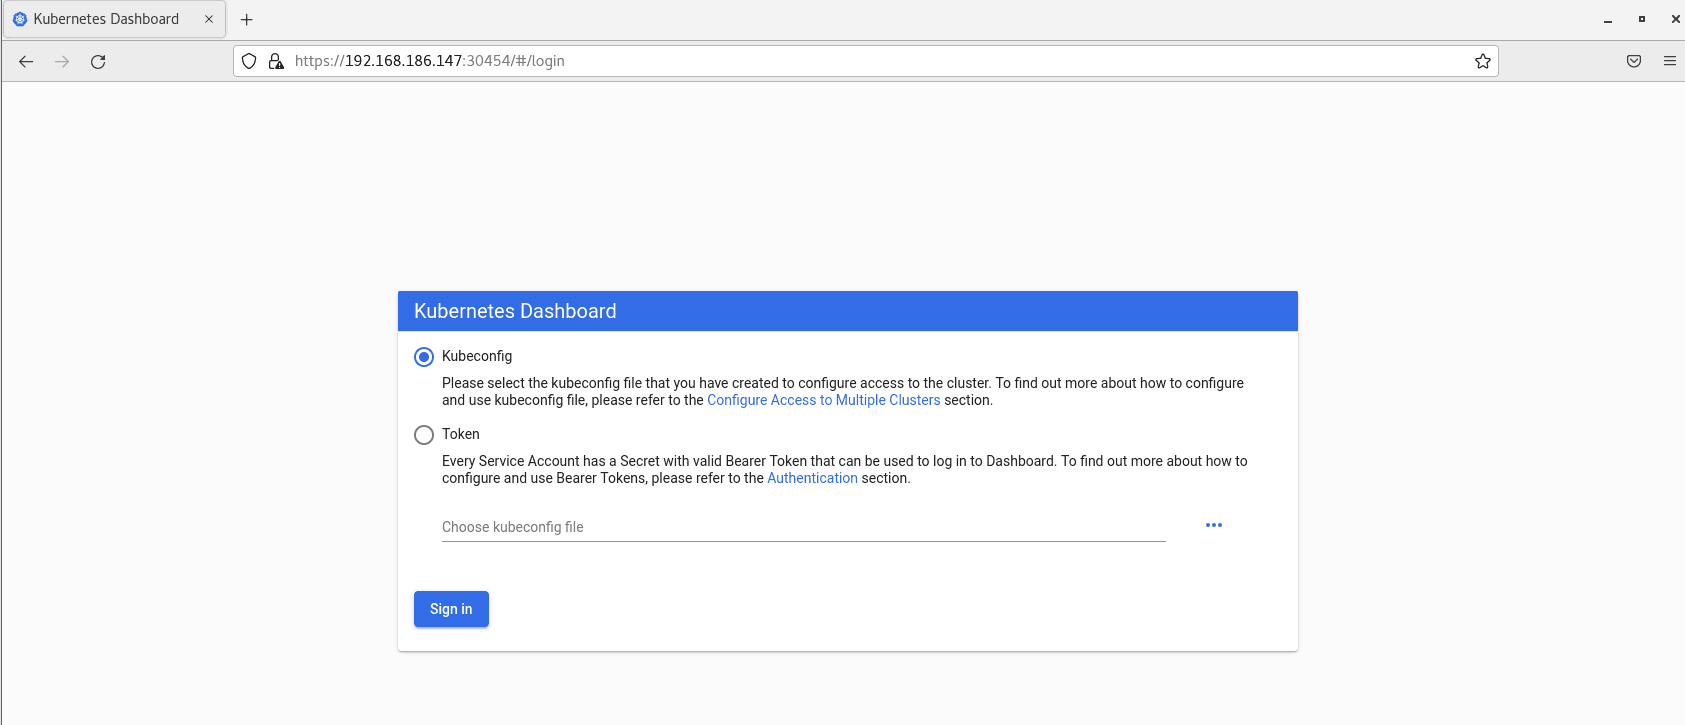 Kubernetes Dashboard
https://192.168.186.147:30454/#/login
Kubernetes Dashboard
Kubeconfig
Please select the kubeconfig file that you have created to configure access to the cluster. To find out more about how to configure
and use kubeconfig file, please refer to the Configure Access to Multiple Clusters section.
Token
Every Service Account has a Secret with valid Bearer Token that can be used to log in to Dashboard. To find out more about how to
configure and use Bearer Tokens, please refer to the Authentication section.
Choose kubeconfig file
Sign in